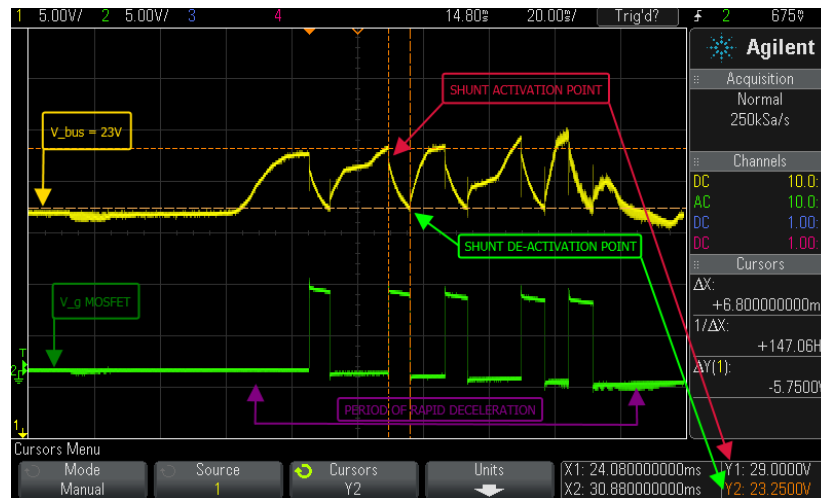 1 5.00V/ 2 5.00V/ 3 4 14.80s 20.00s/ Trig'd? 2 675V
Agilent
Acquisition
Normal
250kSa/s
Channels
DC 10.0:
AC 10.0:
DC 1.00:
DC 1.00:
Cursors
ΔX:
+6.800000000m
1/ΔX:
+147.06H
ΔY(1):
-5.7500V
SHUNT ACTIVATION POINT
V_bus = 23V
SHUNT DE-ACTIVATION POINT
V_g MOSFET
T
2
PERIOD OF RAPID DECELERATION
1
Cursors Menu
Mode
Manual
Source
1
Cursors
Y2
Units
X1: 24.080000000ms
X2: 30.880000000ms
Y1: 29.0000V
Y2: 23.2500V